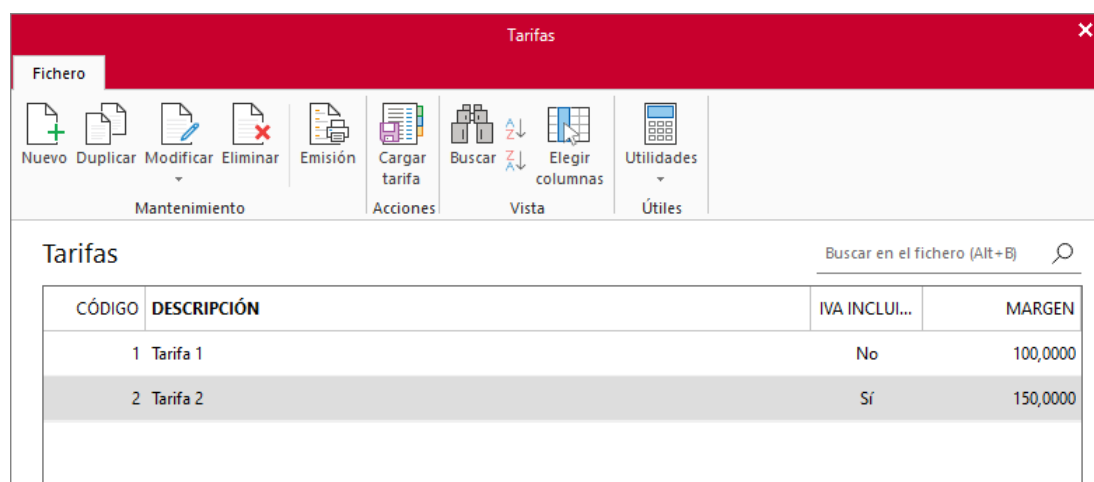 Tarifas
Fichero
Nuevo Duplicar Modificar Eliminar Emisión Cargar tarifa Buscar Elegir columnas Utilidades
Mantenimiento Acciones Vista Útiles
Tarifas Buscar en el fichero (Alt+B)
CÓDIGO DESCRIPCIÓN IVA INCLUI... MARGEN
1 Tarifa 1 No 100,0000
2 Tarifa 2 Sí 150,0000